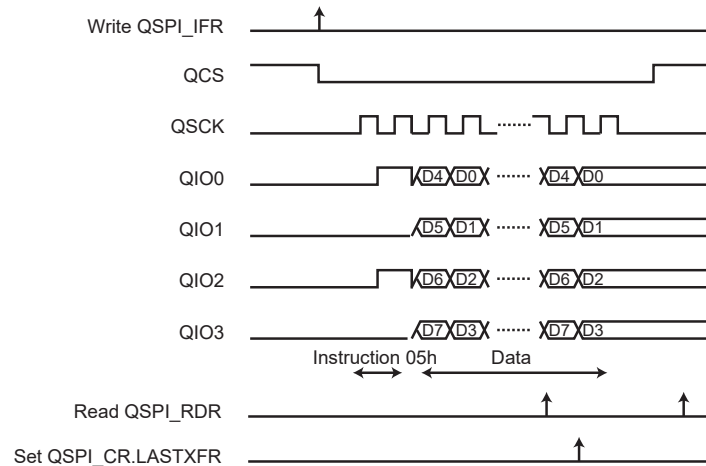 Write QSPI_IFR
QCS
QSCK
QIO0 D4 D0 D4 D0
QIO1 D5 D1 D5 D1
QIO2 D6 D2 D6 D2
QIO3 D7 D3 D7 D3
Instruction 05h Data
Read QSPI_RDR
Set QSPI_CR.LASTXFR